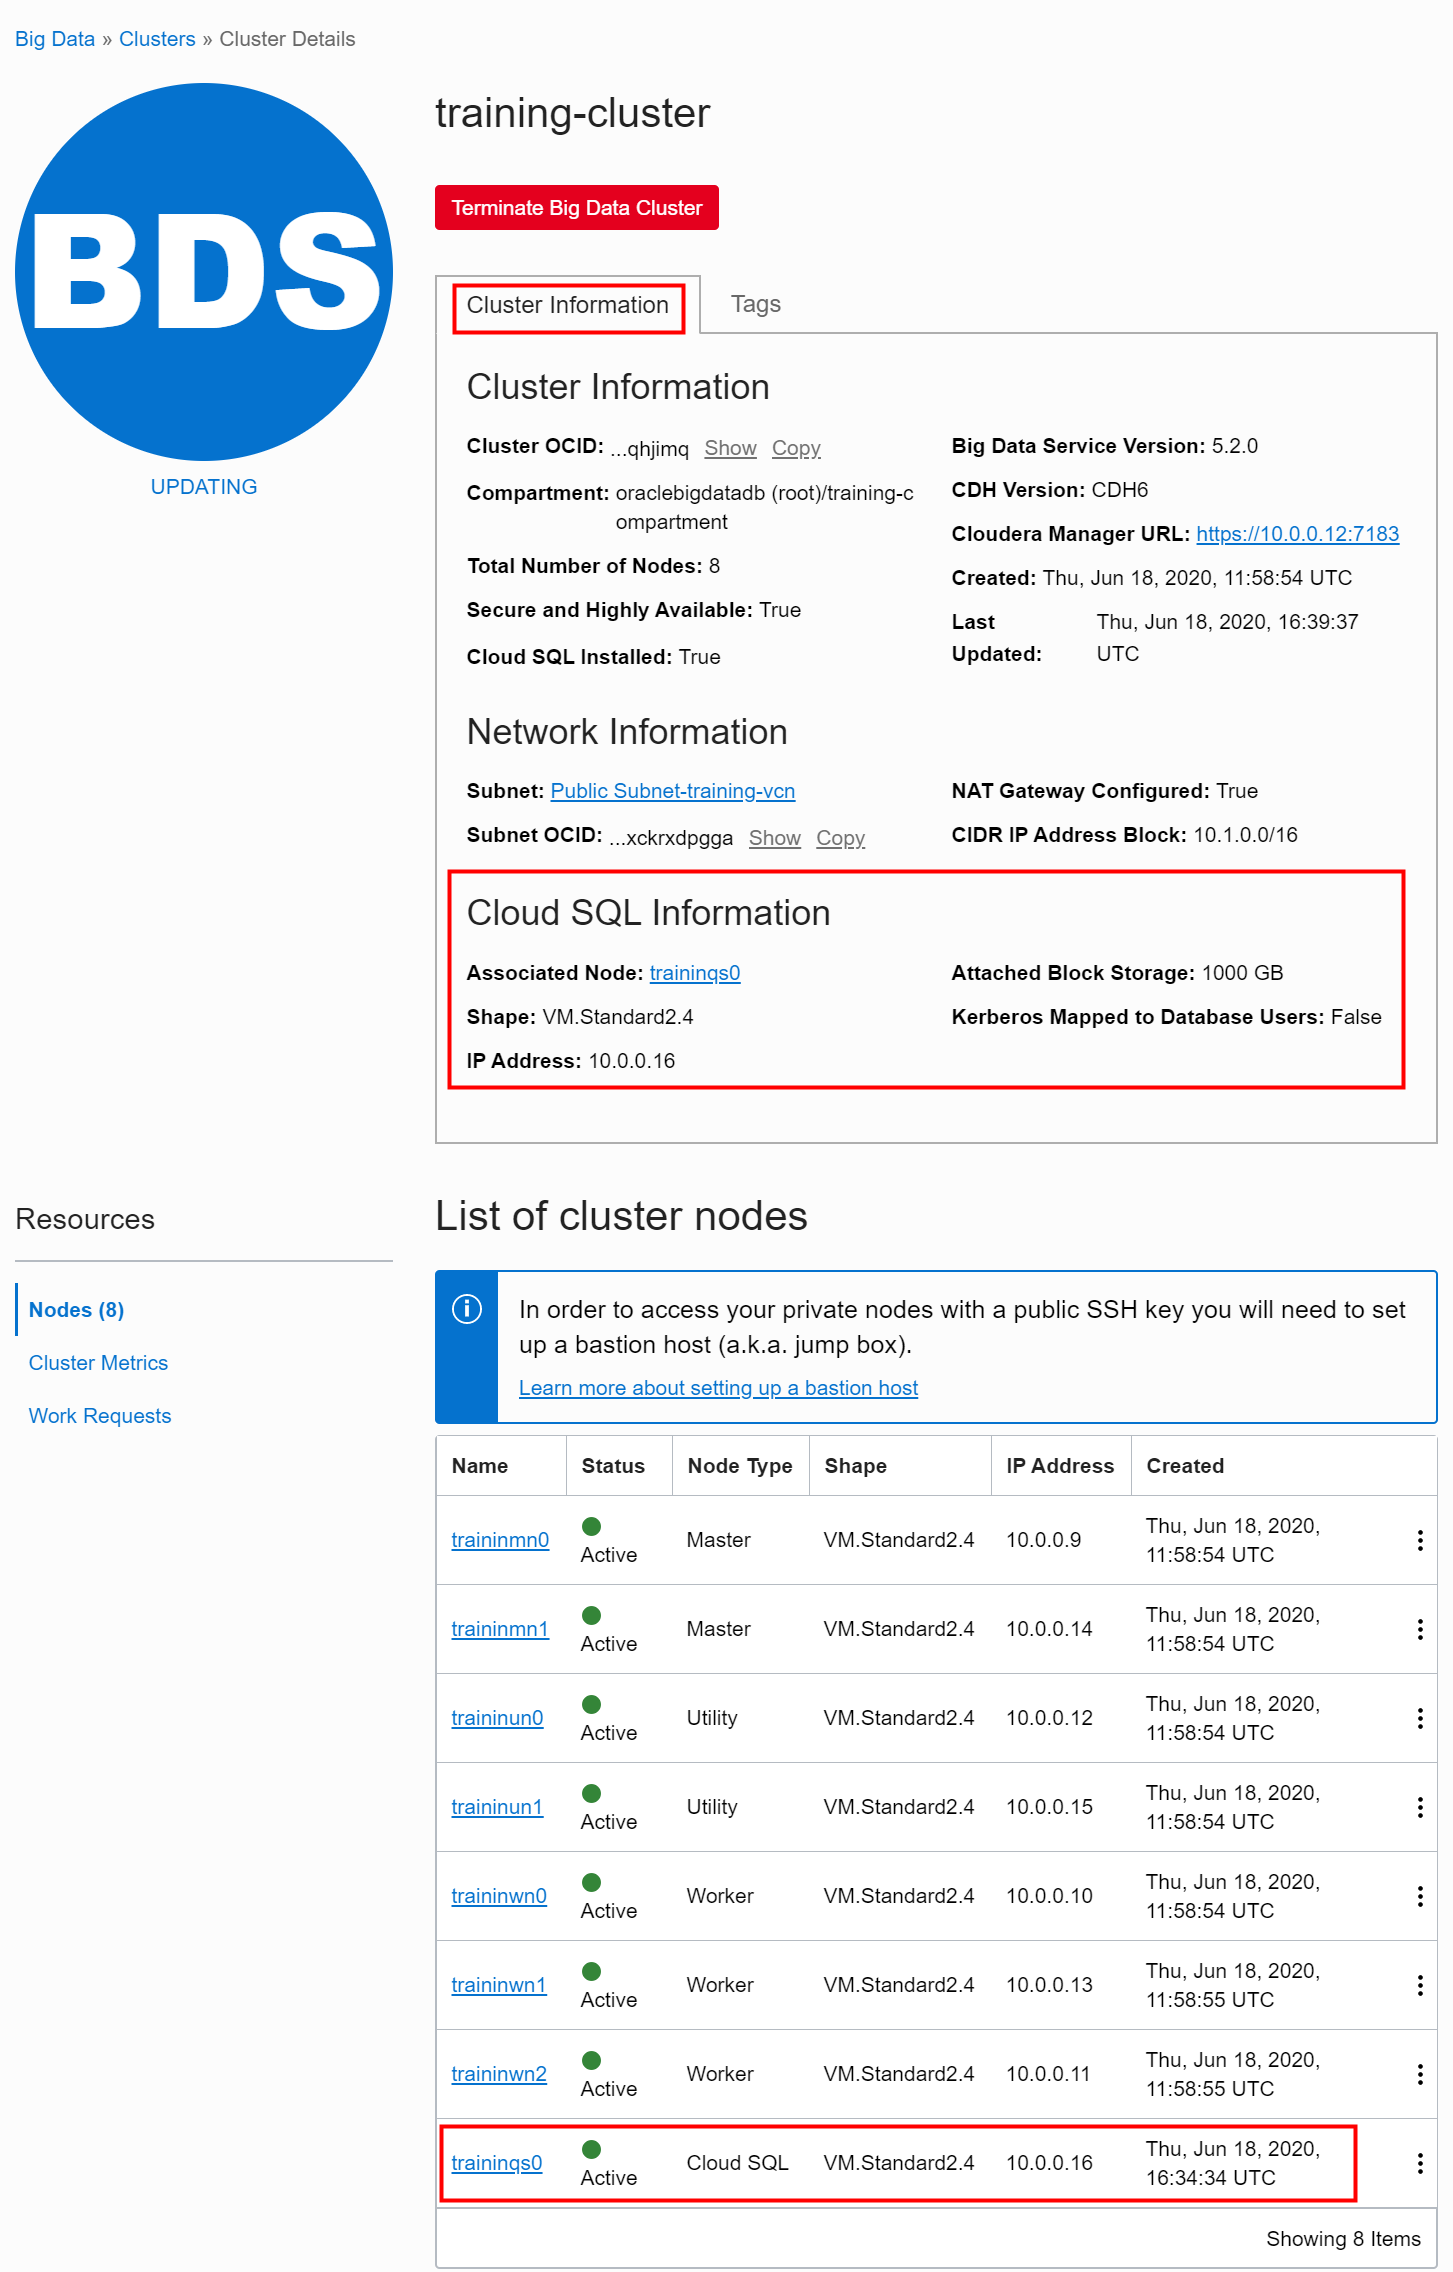 Big Data » Clusters » Cluster Details
BDS
UPDATING
training-cluster
Terminate Big Data Cluster
Cluster Information
Tags
Cluster Information
Cluster OCID: ...qhjimq Show Copy
Compartment: oraclebigdatadb (root)/training-c
ompartment
Total Number of Nodes: 8
Secure and Highly Available: True
Cloud SQL Installed: True
Big Data Service Version: 5.2.0
CDH Version: CDH6
Cloudera Manager URL: https://10.0.0.12:7183
Created: Thu, Jun 18, 2020, 11:58:54 UTC
Last Updated: Thu, Jun 18, 2020, 16:39:37
UTC
Network Information
Subnet: Public Subnet-training-vcn
Subnet OCID: ...xckrxdpgga Show Copy
NAT Gateway Configured: True
CIDR IP Address Block: 10.1.0.0/16
Cloud SQL Information
Associated Node: traininqs0
Shape: VM.Standard2.4
IP Address: 10.0.0.16
Attached Block Storage: 1000 GB
Kerberos Mapped to Database Users: False
Resources
Nodes (8)
Cluster Metrics
Work Requests
List of cluster nodes
In order to access your private nodes with a public SSH key you will need to set
up a bastion host (a.k.a. jump box).
Learn more about setting up a bastion host
Name Status Node Type Shape IP Address Created
traininmn0 Active Master VM.Standard2.4 10.0.0.9 Thu, Jun 18, 2020, 11:58:54 UTC
traininmn1 Active Master VM.Standard2.4 10.0.0.14 Thu, Jun 18, 2020, 11:58:54 UTC
traininun0 Active Utility VM.Standard2.4 10.0.0.12 Thu, Jun 18, 2020, 11:58:54 UTC
traininun1 Active Utility VM.Standard2.4 10.0.0.15 Thu, Jun 18, 2020, 11:58:54 UTC
traininwn0 Active Worker VM.Standard2.4 10.0.0.10 Thu, Jun 18, 2020, 11:58:54 UTC
traininwn1 Active Worker VM.Standard2.4 10.0.0.13 Thu, Jun 18, 2020, 11:58:55 UTC
traininwn2 Active Worker VM.Standard2.4 10.0.0.11 Thu, Jun 18, 2020, 11:58:55 UTC
traininqs0 Active Cloud SQL VM.Standard2.4 10.0.0.16 Thu, Jun 18, 2020, 16:34:34 UTC
Showing 8 Items